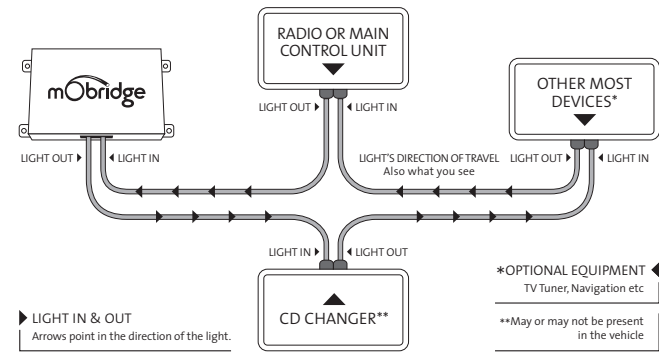 RADIO OR MAIN
CONTROL UNIT
mObridge
OTHER MOST
DEVICES*
LIGHT OUT
LIGHT IN
LIGHT OUT
LIGHT IN
LIGHT'S DIRECTION OF TRAVEL
Also what you see
LIGHT OUT
LIGHT IN
LIGHT IN
LIGHT OUT
CD CHANGER**
*OPTIONAL EQUIPMENT
TV Tuner, Navigation etc
LIGHT IN & OUT
Arrows point in the direction of the light.
**May or may not be present
in the vehicle